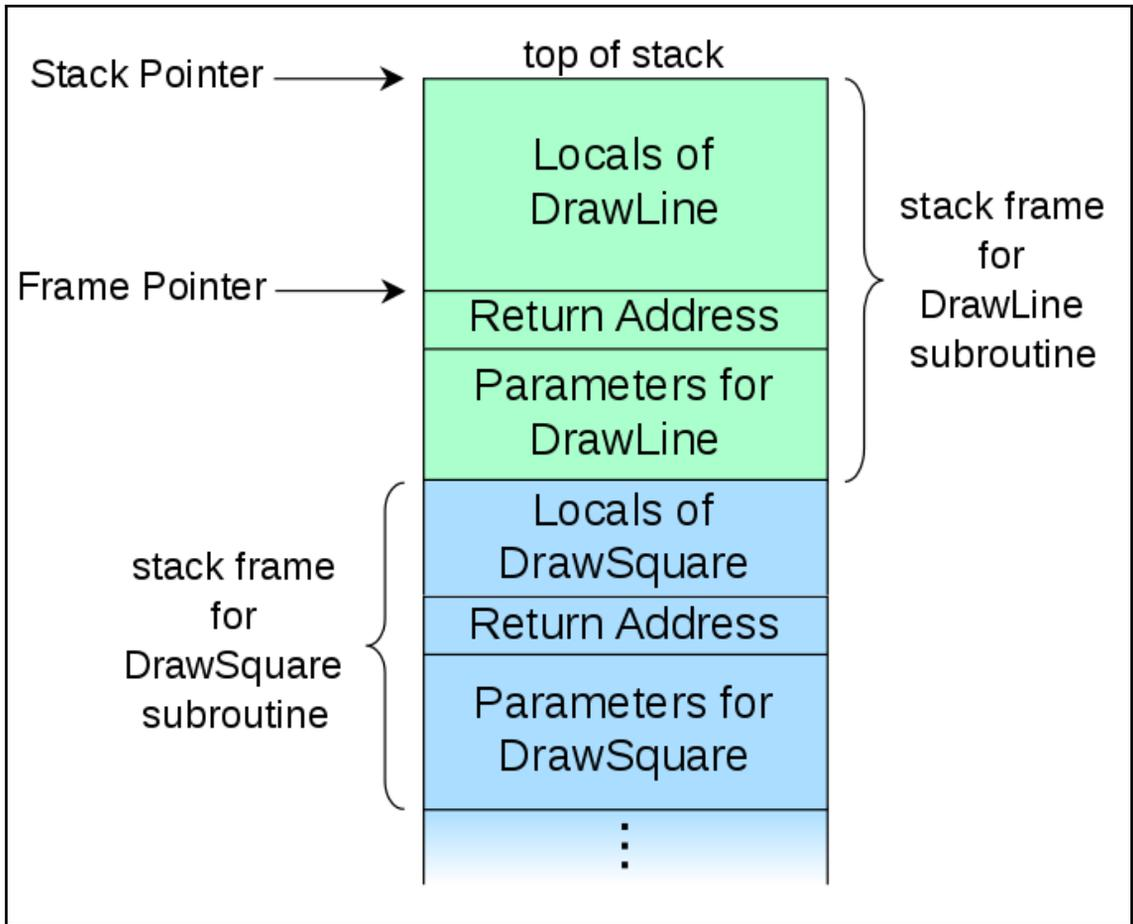 top of stack
Stack Pointer
Locals of
DrawLine
stack frame
for
DrawLine
subroutine
Frame Pointer
Return Address
Parameters for
DrawLine
Locals of
DrawSquare
stack frame
for
DrawSquare
subroutine
Return Address
Parameters for
DrawSquare